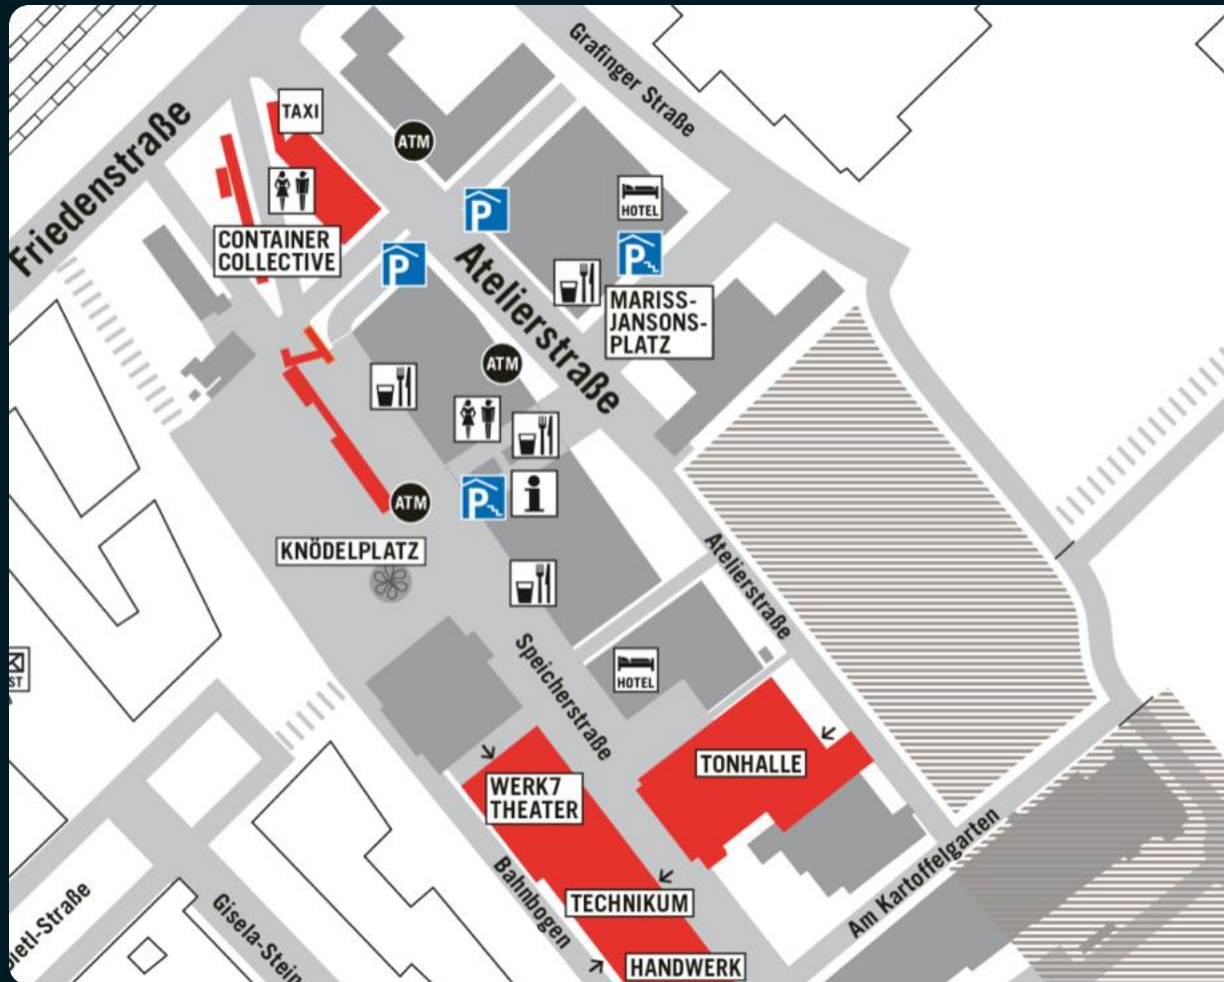 Grafinger Straße
TAXI
Friedenstraße
ATM
CONTAINER
COLLECTIVE
P
HOTEL
P
P
Atelierstraße
MARISS-
JANSONS-
PLATZ
ATM
ATM
P
i
KNÖDELPLATZ
Atelierstraße
Speicherstraße
HOTEL
ST
TONHALLE
WERK7
THEATER
Bahnbogen
TECHNIKUM
Am Kartoffelgarten
HANDWERK
Gisela-Stein